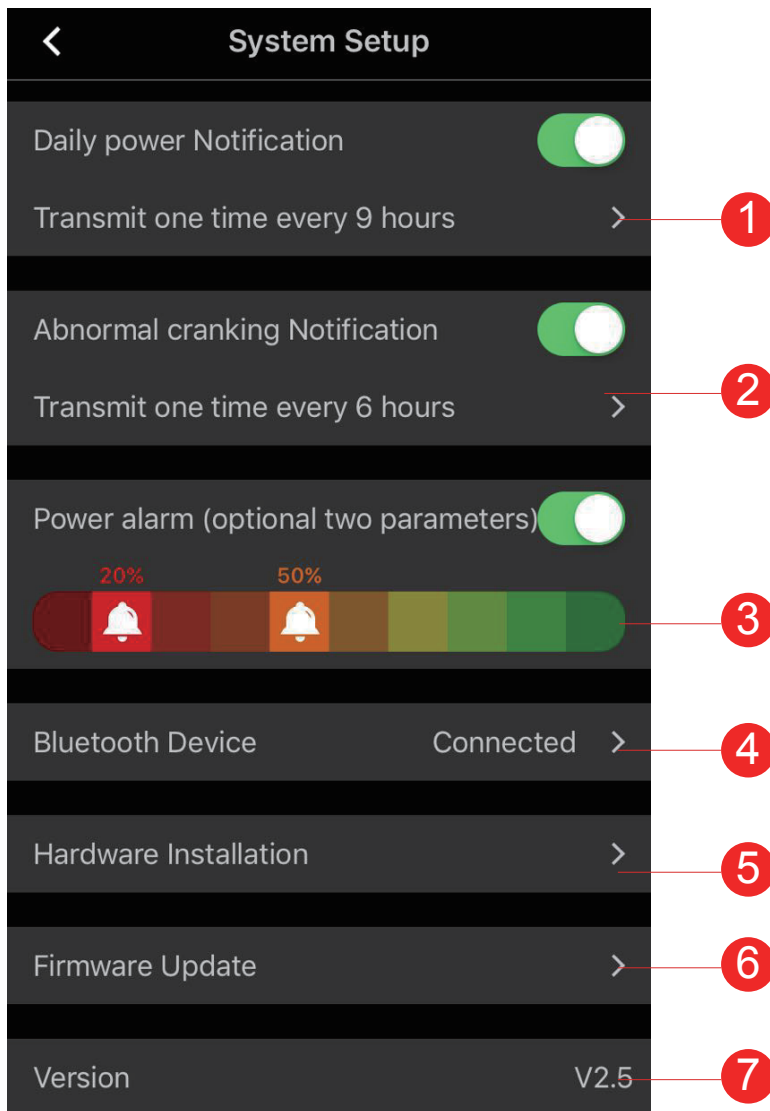 System Setup
Daily power Notification
Transmit one time every 9 hours
1
Abnormal cranking Notification
2
Transmit one time every 6 hours
Power alarm (optional two parameters)
20% 50%
3
Bluetooth Device Connected
4
Hardware Installation
5
Firmware Update
6
Version V2.5
7